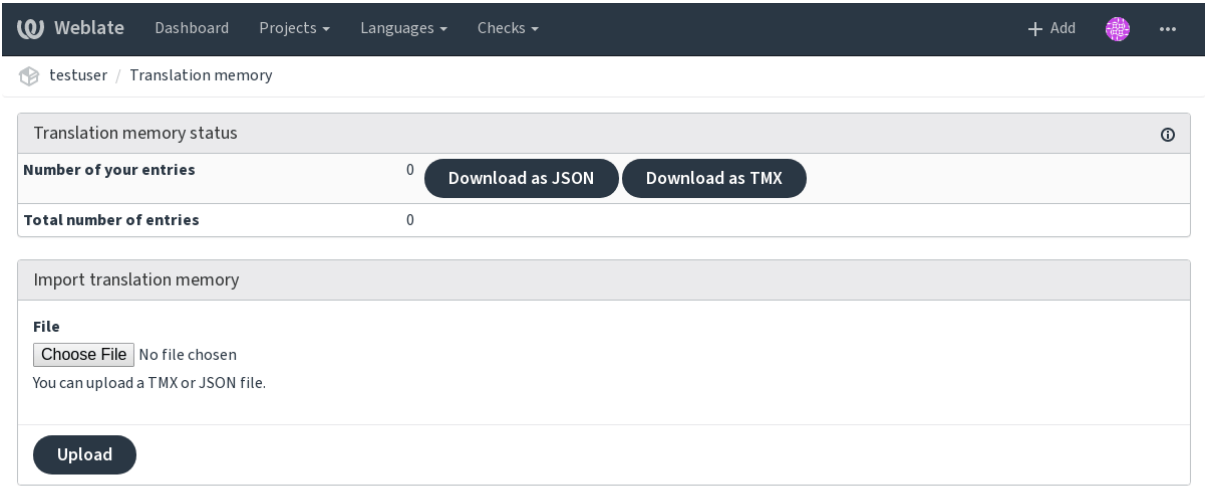 Weblate Dashboard Projects Languages Checks + Add ...
testuser / Translation memory
Translation memory status
Number of your entries 0 Download as JSON Download as TMX
Total number of entries 0
Import translation memory
File
Choose File No file chosen
You can upload a TMX or JSON file.
Upload